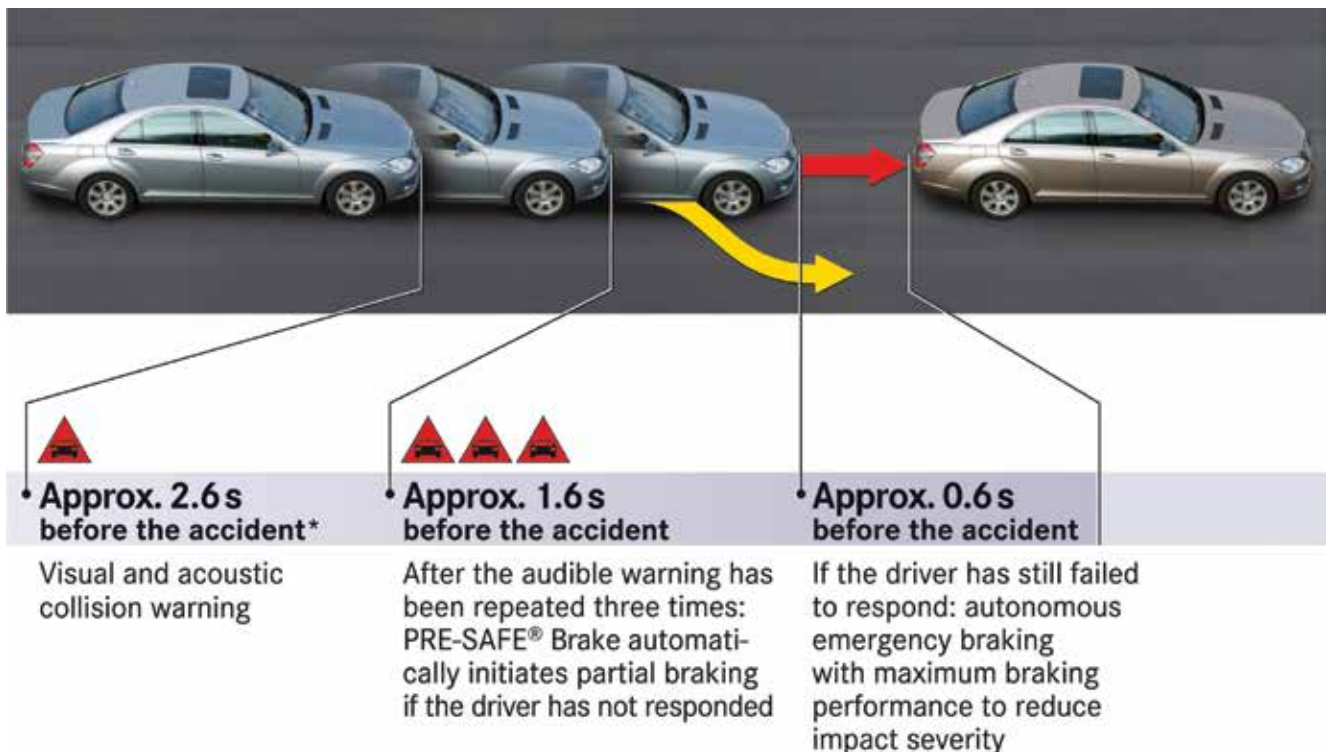 Approx. 2.6 s
before the accident*
Visual and acoustic
collision warning
Approx. 1.6 s
before the accident
After the audible warning has
been repeated three times:
PRE-SAFE® Brake automati-
cally initiates partial braking
if the driver has not responded
Approx. 0.6 s
before the accident
If the driver has still failed
to respond: autonomous
emergency braking
with maximum braking
performance to reduce
impact severity